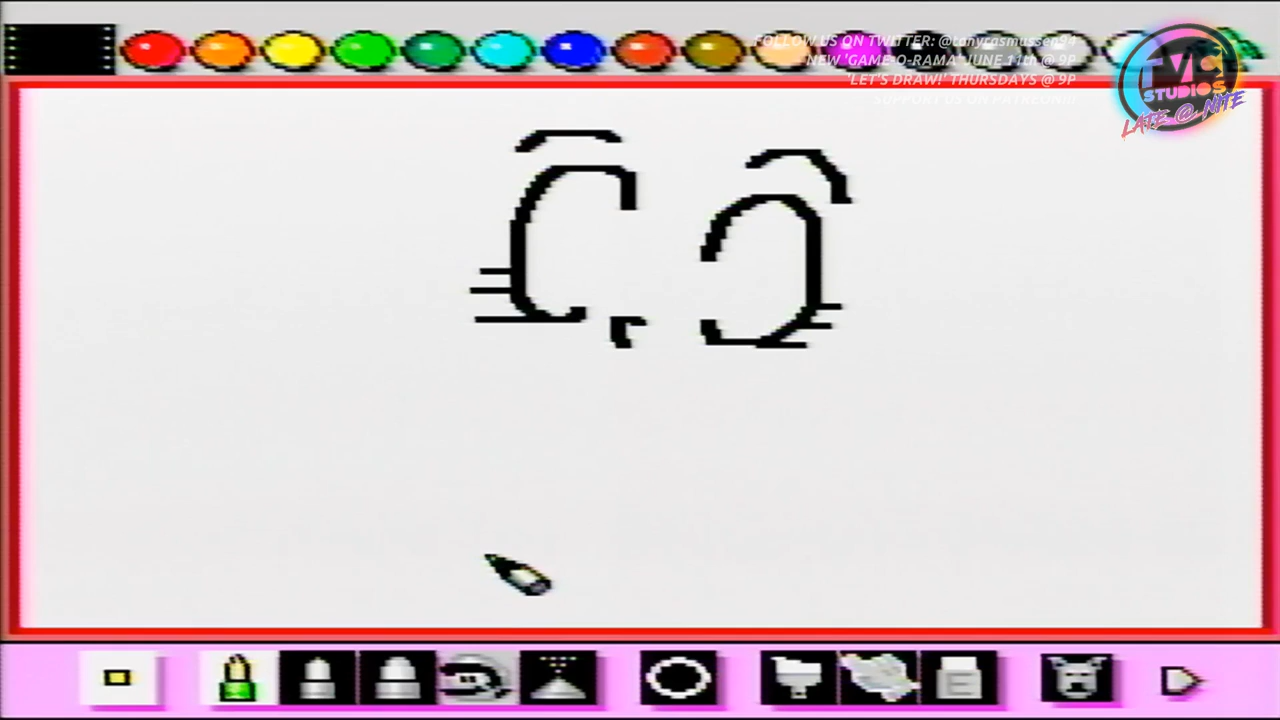 FOLLOW US ON TWITTER: @tonyrasmussen94
NEW 'GAME-O-RAMA' JUNE 11th @ 9P
'LET'S DRAW!' THURSDAYS @ 9P
SUPPORT US ON PATREON!!!
TVC
STUDIOS
LATE @ NITE